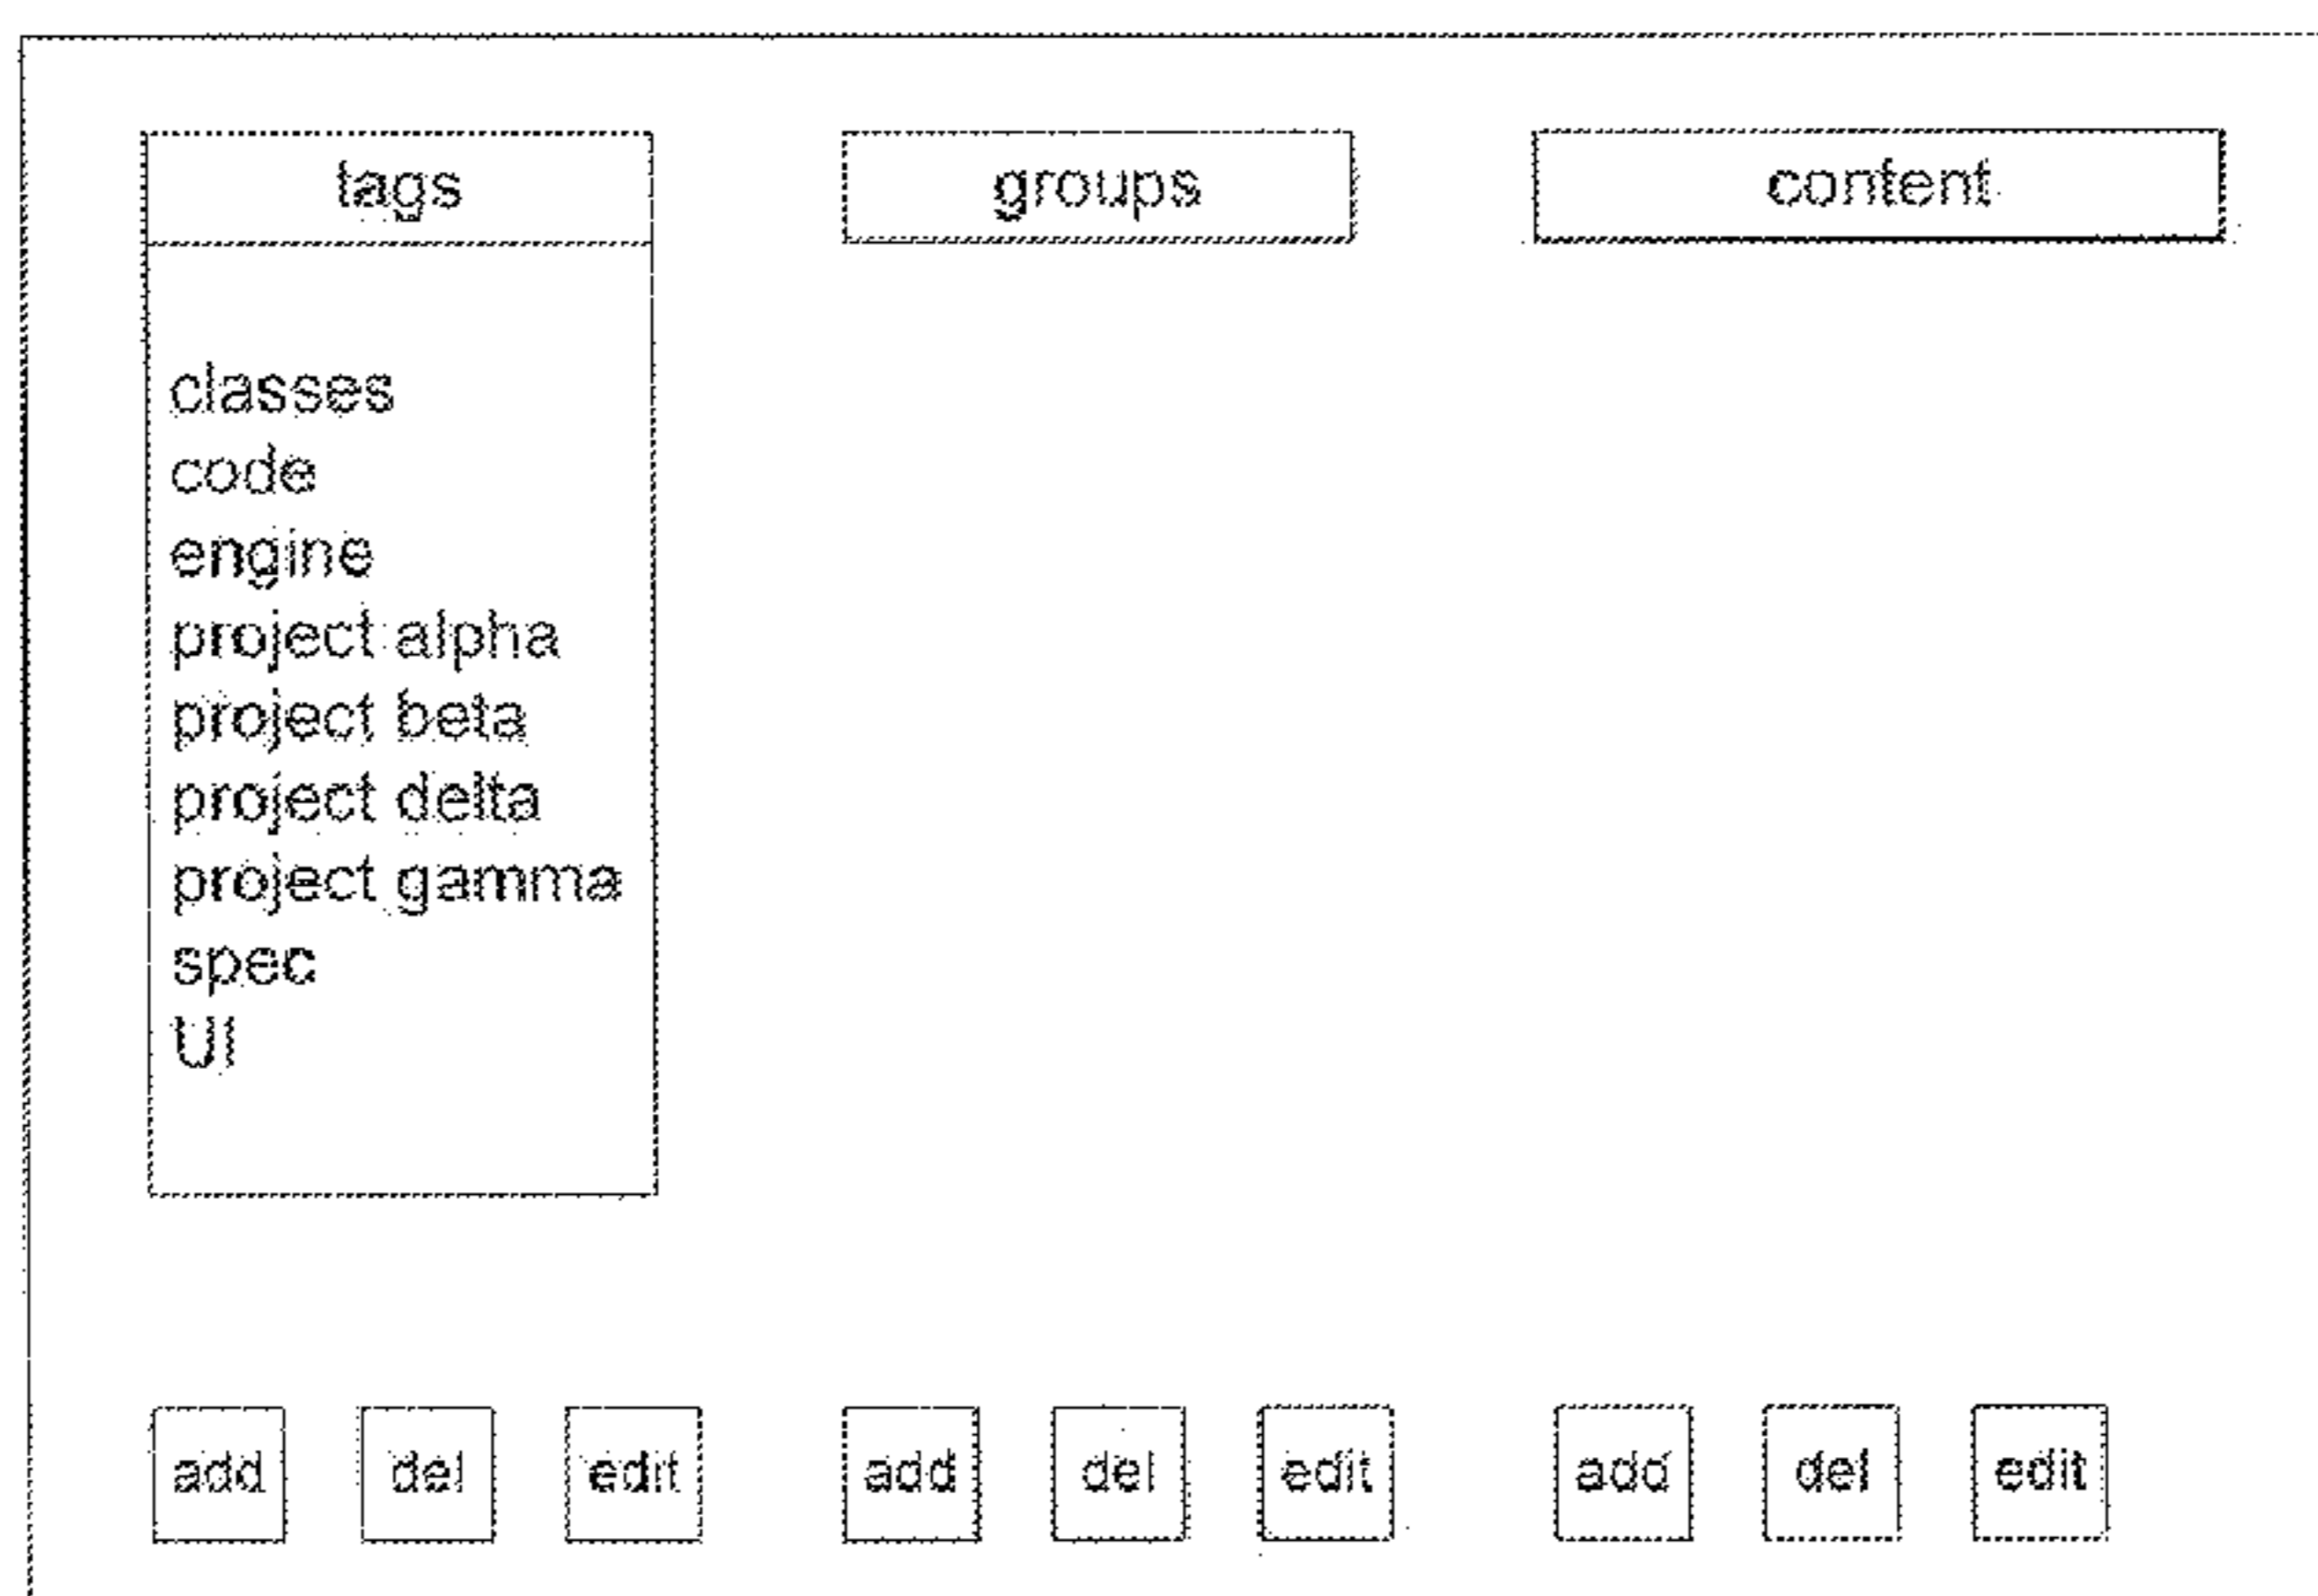 tags groups content
classes
code
engine
project alpha
project beta
project delta
project gamma
spec
UI
add del edit add del edit add del edit